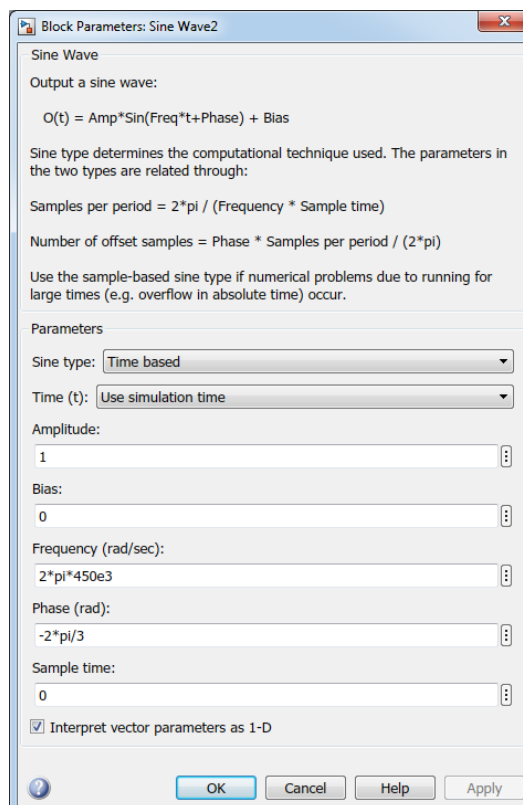 Block Parameters: Sine Wave2
Sine Wave
Output a sine wave:
O(t) = Amp*Sin(Freq*t+Phase) + Bias
Sine type determines the computational technique used. The parameters in
the two types are related through:
Samples per period = 2*pi / (Frequency * Sample time)
Number of offset samples = Phase * Samples per period / (2*pi)
Use the sample-based sine type if numerical problems due to running for
large times (e.g. overflow in absolute time) occur.
Parameters
Sine type: Time based
Time (t): Use simulation time
Amplitude:
1
Bias:
0
Frequency (rad/sec):
2*pi*450e3
Phase (rad):
-2*pi/3
Sample time:
0
Interpret vector parameters as 1-D
? OK Cancel Help Apply